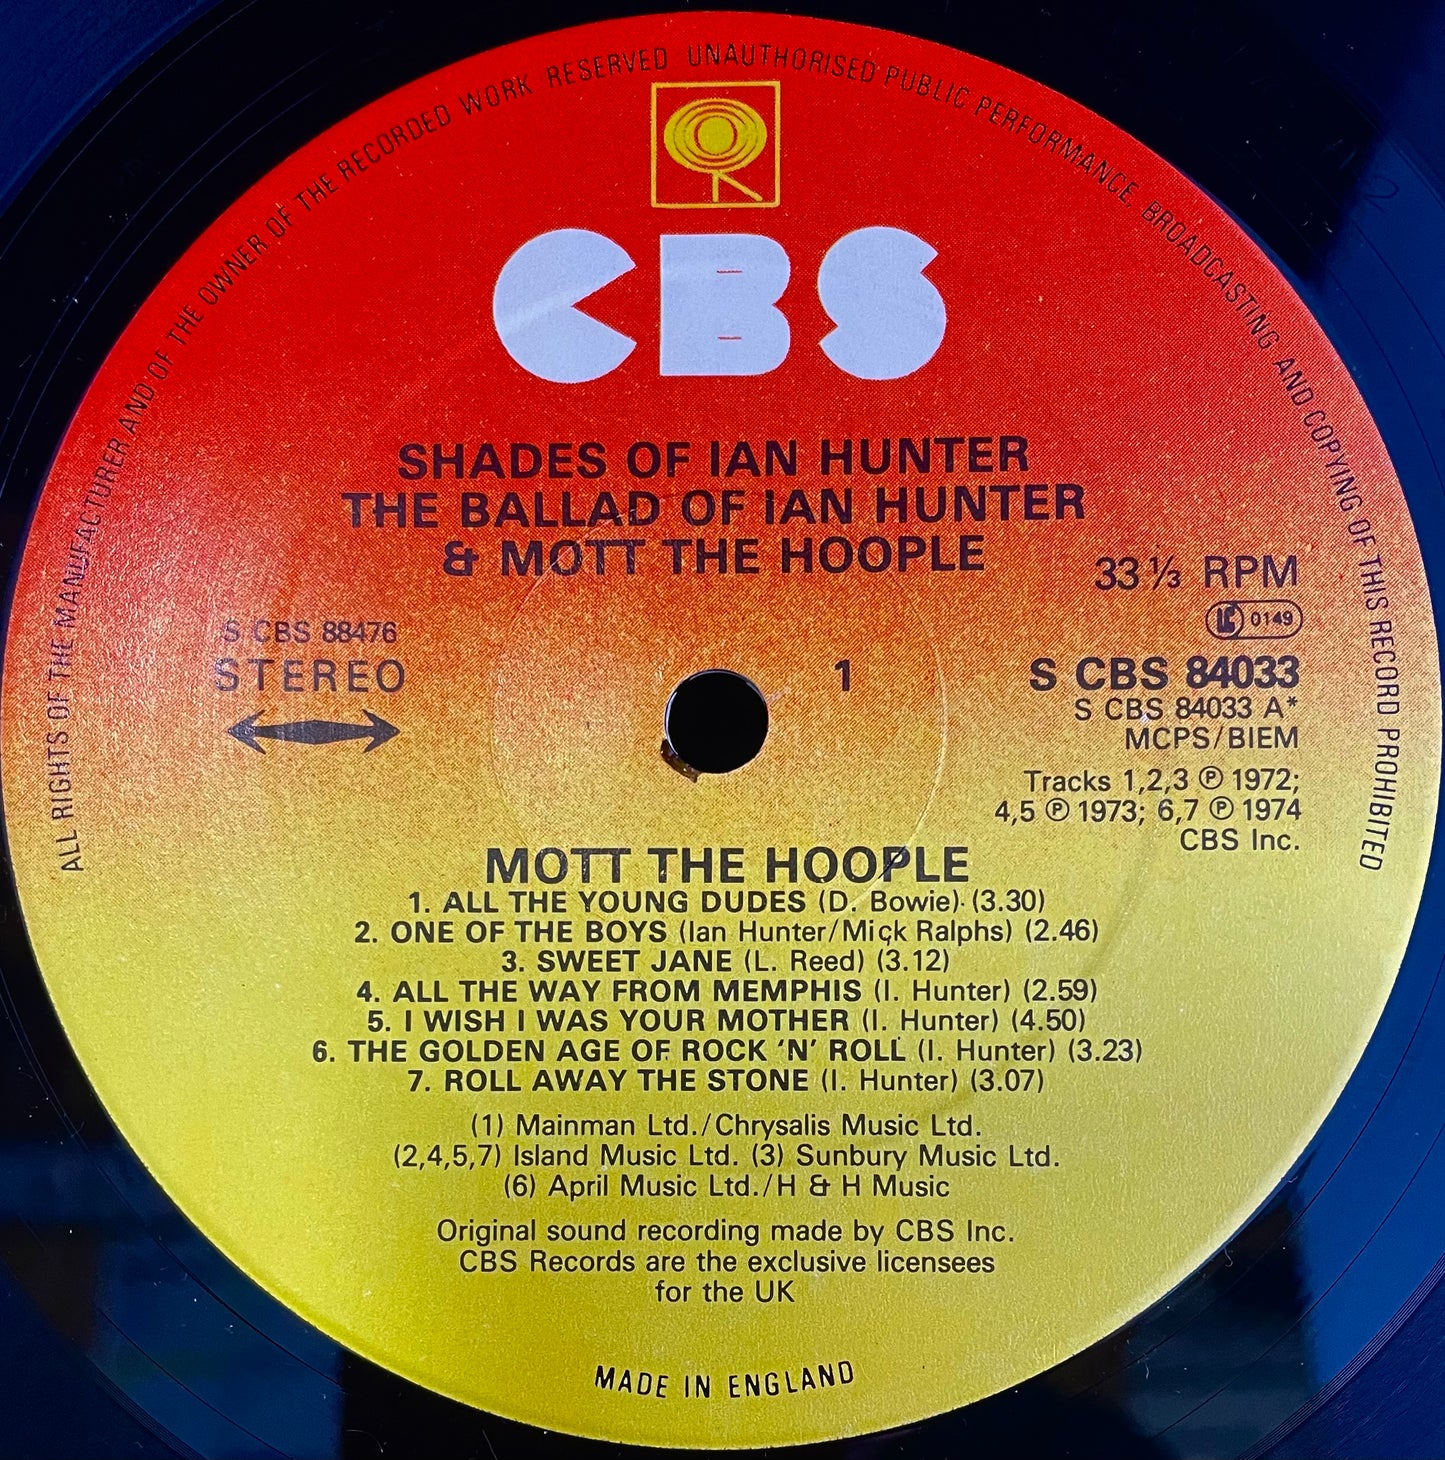 ALL RIGHTS OF THE MANUFACTURER AND OF THE OWNER OF THE RECORDED WORK RESERVED UNAUTHORISED PUBLIC PERFORMANCE, BROADCASTING AND COPYING OF THIS RECORD PROHIBITED
CBS
SHADES OF IAN HUNTER
THE BALLAD OF IAN HUNTER
& MOTT THE HOOPLE
33 ⅓ RPM
LC 0149
S CBS 88476
STEREO
1
S CBS 84033
S CBS 84033 A*
MCPS/BIEM
Tracks 1,2,3 ℗ 1972;
4,5 ℗ 1973; 6,7 ℗ 1974
CBS Inc.
MOTT THE HOOPLE
1. ALL THE YOUNG DUDES (D. Bowie) (3.30)
2. ONE OF THE BOYS (Ian Hunter/Mick Ralphs) (2.46)
3. SWEET JANE (L. Reed) (3.12)
4. ALL THE WAY FROM MEMPHIS (I. Hunter) (2.59)
5. I WISH I WAS YOUR MOTHER (I. Hunter) (4.50)
6. THE GOLDEN AGE OF ROCK ‘N’ ROLL (I. Hunter) (3.23)
7. ROLL AWAY THE STONE (I. Hunter) (3.07)
(1) Mainman Ltd./Chrysalis Music Ltd.
(2,4,5,7) Island Music Ltd. (3) Sunbury Music Ltd.
(6) April Music Ltd./H & H Music
Original sound recording made by CBS Inc.
CBS Records are the exclusive licensees
for the UK
MADE IN ENGLAND